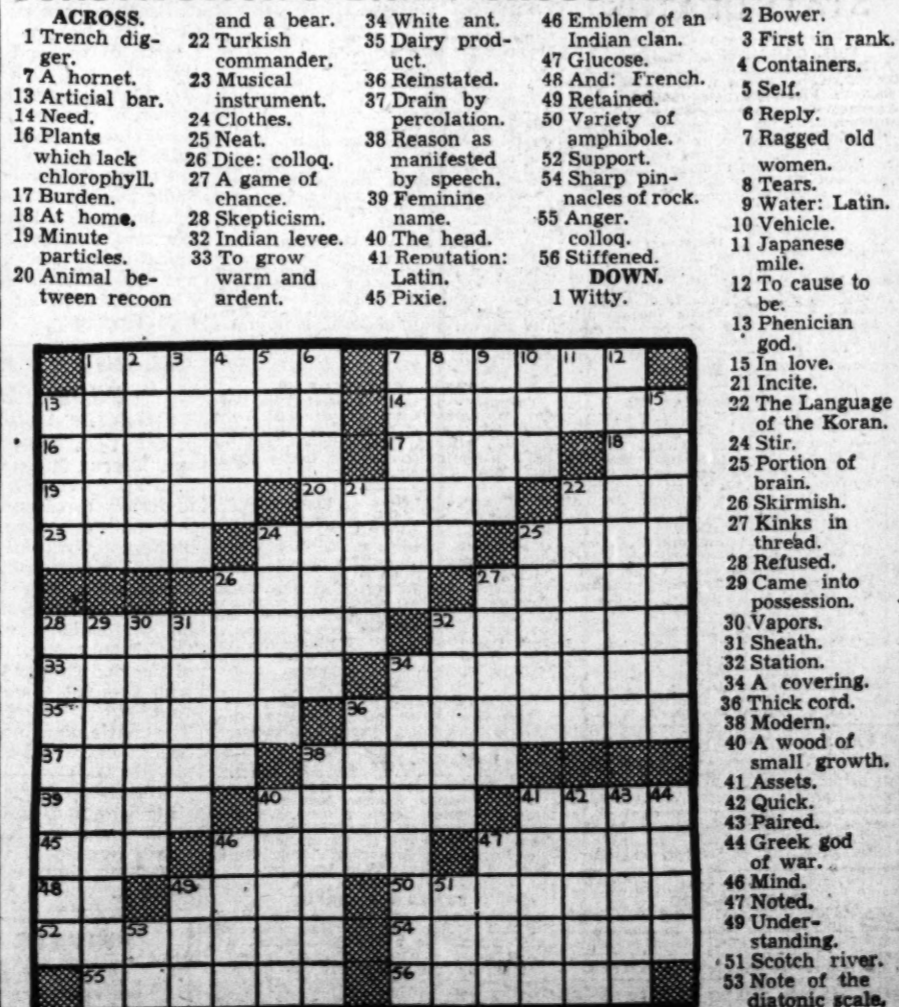 ACROSS.
1 Trench dig-
ger.
7 A hornet.
13 Articial bar.
14 Need.
16 Plants
which lack
chlorophyll.
17 Burden.
18 At home.
19 Minute
particles.
20 Animal be-
tween recoon
and a bear.
22 Turkish
commander.
23 Musical
instrument.
24 Clothes.
25 Neat.
26 Dice: colloq.
27 A game of
chance.
28 Skepticism.
32 Indian levee.
33 To grow
warm and
ardent.
34 White ant.
35 Dairy prod-
uct.
36 Reinstated.
37 Drain by
percolation.
38 Reason as
manifested
by speech.
39 Feminine
name.
40 The head.
41 Reputation:
Latin.
45 Pixie.
46 Emblem of an
Indian clan.
47 Glucose.
48 And: French.
49 Retained.
50 Variety of
amphibole.
52 Support.
54 Sharp pin-
nacles of rock.
55 Anger.
colloq.
56 Stiffened.
DOWN.
1 Witty.
2 Bower.
3 First in rank.
4 Containers.
5 Self.
6 Reply.
7 Ragged old
women.
8 Tears.
9 Water: Latin.
10 Vehicle.
11 Japanese
mile.
12 To cause to
be.
13 Phenician
god.
15 In love.
21 Incite.
22 The Language
of the Koran.
24 Stir.
25 Portion of
brain.
26 Skirmish.
27 Kinks in
thread.
28 Refused.
29 Came into
possession.
30 Vapors.
31 Sheath.
32 Station.
34 A covering.
36 Thick cord.
38 Modern.
40 A wood of
small growth.
41 Assets.
42 Quick.
43 Paired.
44 Greek god
of war.
46 Mind.
47 Noted.
49 Under-
standing.
51 Scotch river.
53 Note of the
diatonic scale.
1 2 3 4 5 6 7 8 9 10 11 12
13 14 15
16 17 18
19 20 21 22
23 24 25
26 27
28 29 30 31 32
33 34
35 36
37 38
39 40 41 42 43 44
45 46 47
48 49 50 51
52 53 54
55 56